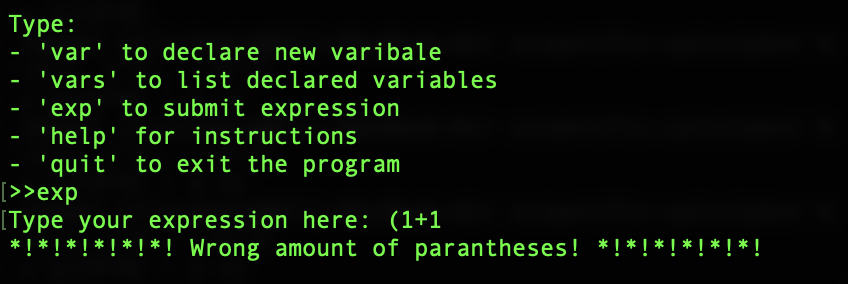 Type:
- 'var' to declare new varibale
- 'vars' to list declared variables
- 'exp' to submit expression
- 'help' for instructions
- 'quit' to exit the program
[>>exp
[Type your expression here: (1+1
*!*!*!*!*!*! Wrong amount of parantheses! *!*!*!*!*!*!